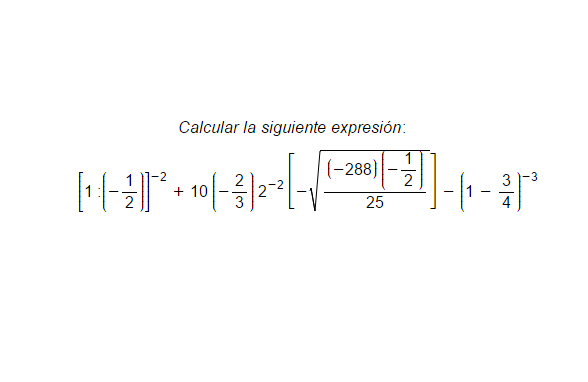 Calcular la siguiente expresión:
[1 : (−1/2)]⁻² + 10 (−2/3) 2⁻² [−√((−288)(−1/2)/25)] − (1 − 3/4)⁻³